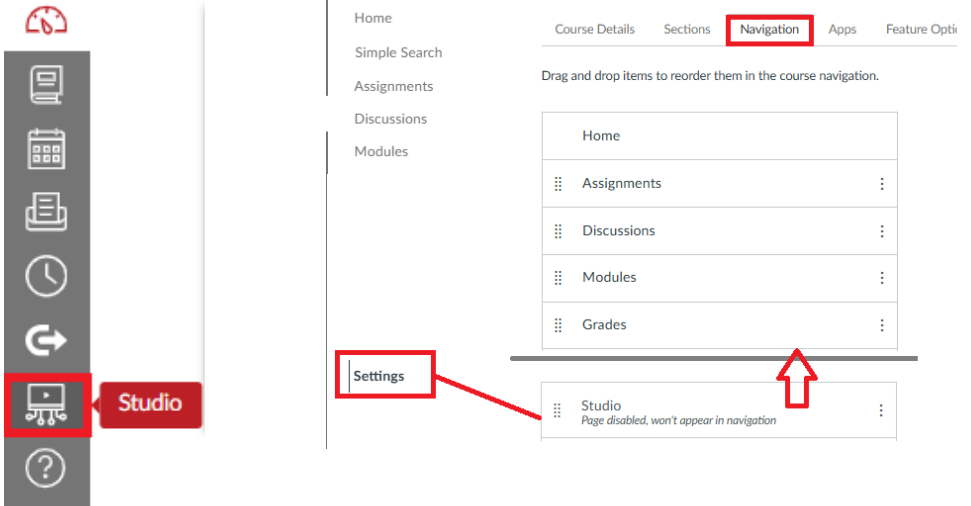 Studio
Home
Simple Search
Assignments
Discussions
Modules
Settings
Course Details Sections Navigation Apps Feature Optic
Drag and drop items to reorder them in the course navigation.
Home
Assignments
Discussions
Modules
Grades
Studio
Page disabled, won't appear in navigation